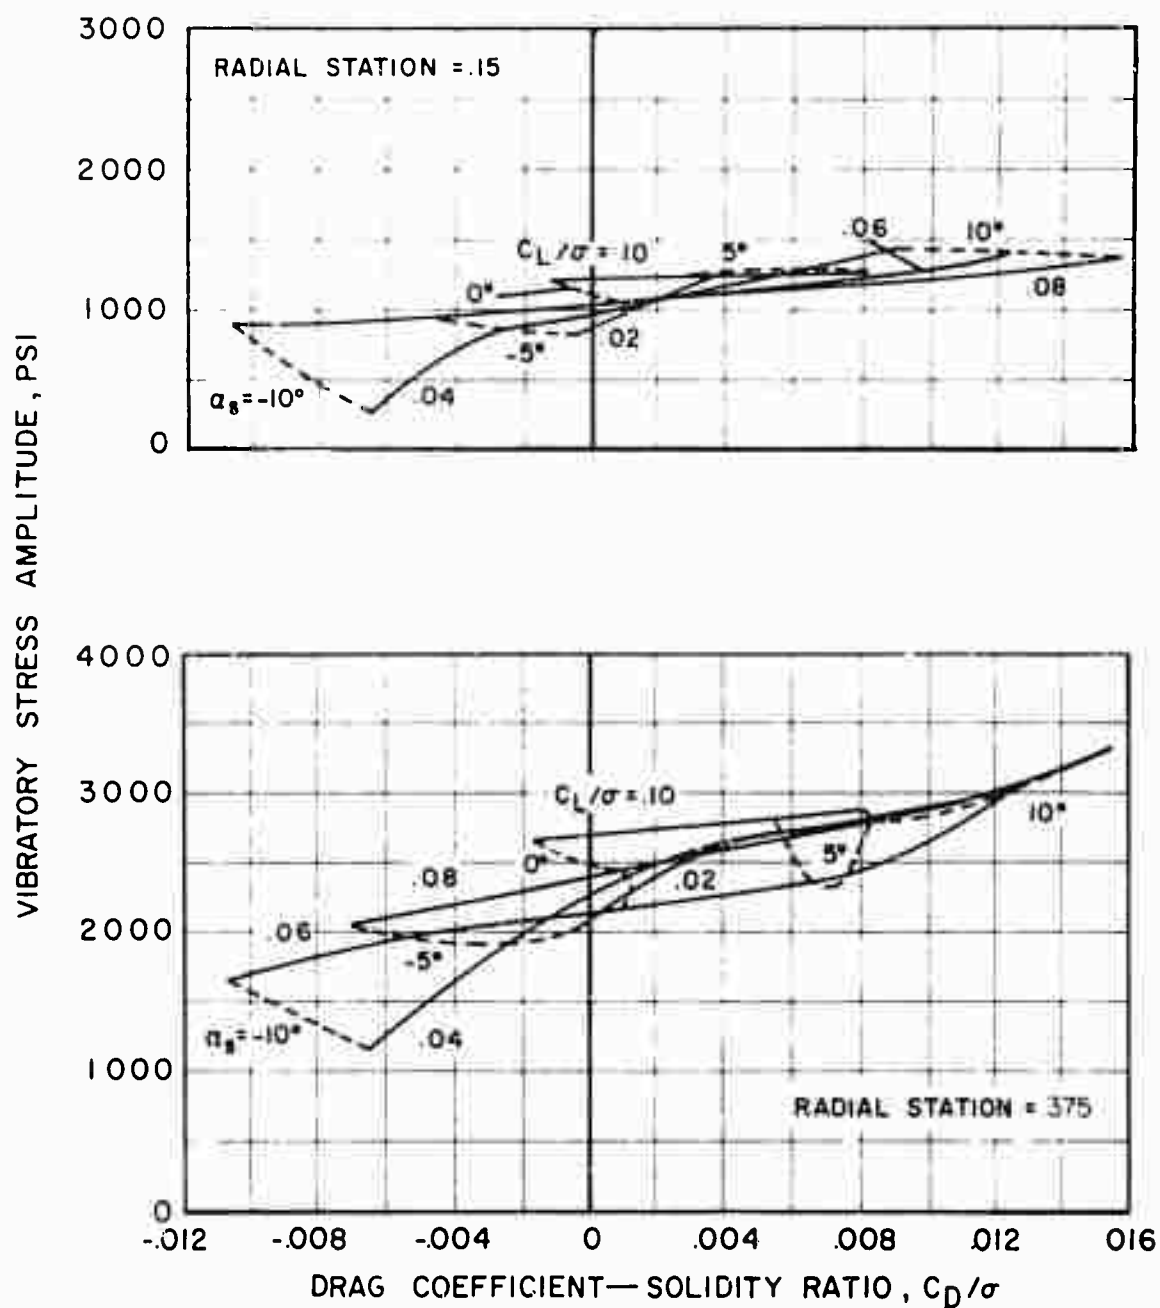 VIBRATORY STRESS AMPLITUDE, PSI
3000
RADIAL STATION = .15
2000
.06
10°
C_L/σ = .10
5°
0°
.08
1000
.02
-5°
α_s=-10°
.04
0
4000
3000
C_L/σ = .10
10°
0°
5°
.08
.02
2000
.06
-5°
α_s=-10°
.04
1000
RADIAL STATION = .375
0
-.012 -.008 -.004 0 .004 .008 .012 .016
DRAG COEFFICIENT—SOLIDITY RATIO, C_D/σ